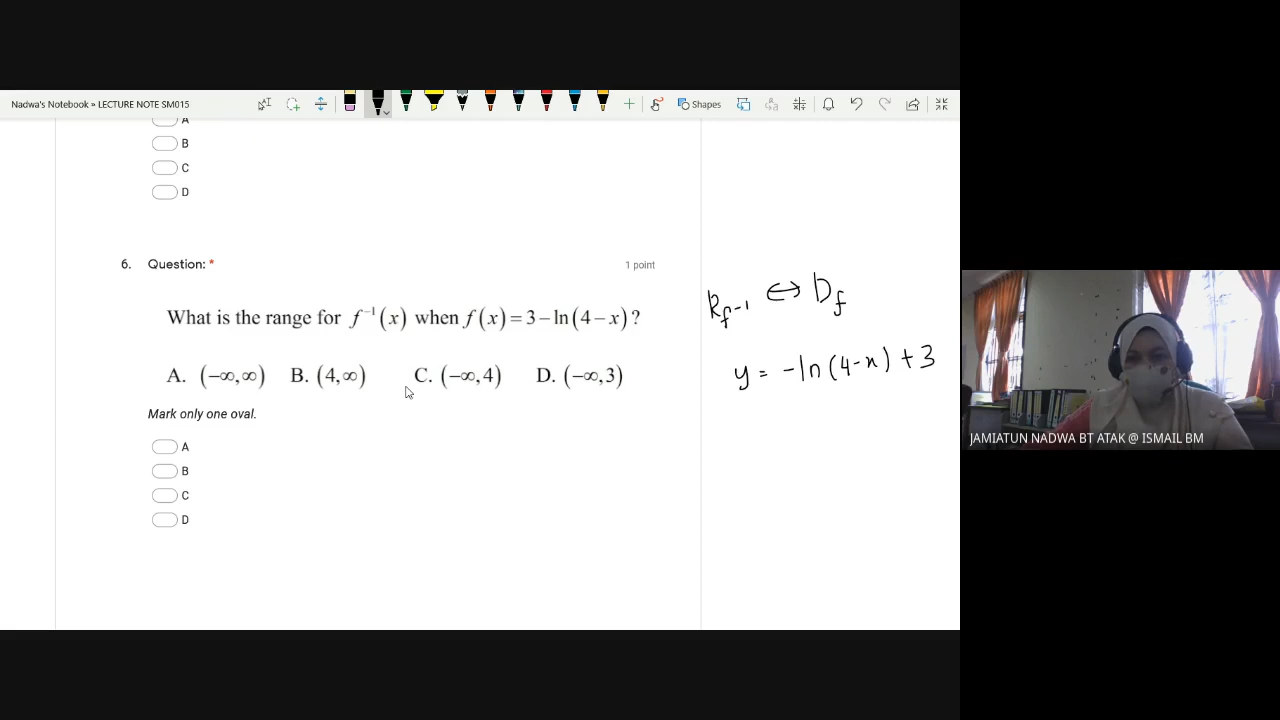 Nadwa's Notebook » LECTURE NOTE SM015
Shapes
A
B
C
D
6. Question: * 1 point
What is the range for f⁻¹(x) when f(x)=3−ln(4−x)?
A. (−∞,∞) B. (4,∞) C. (−∞,4) D. (−∞,3)
Mark only one oval.
A
B
C
D
R_f⁻¹ ↔ D_f
y = −ln(4−x) + 3
JAMIATUN NADWA BT ATAK @ ISMAIL BM